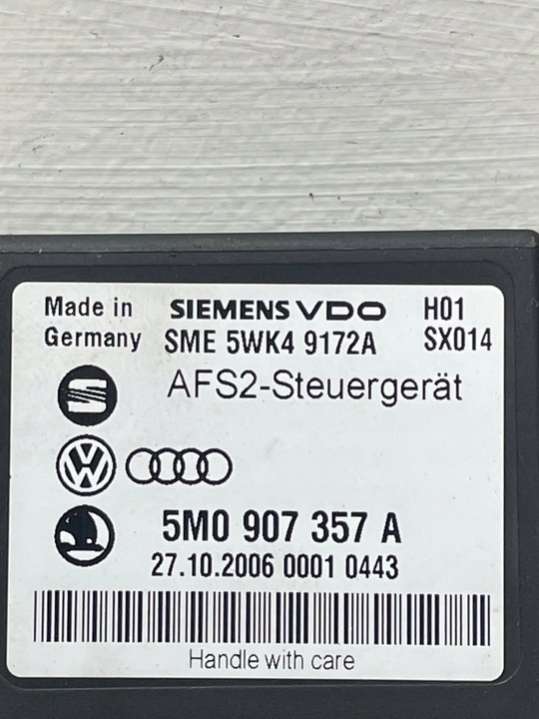 Made in SIEMENS VDO H01
Germany SME 5WK4 9172A SX014
AFS2-Steuergerät
5M0 907 357 A
27.10.2006 0001 0443
Handle with care